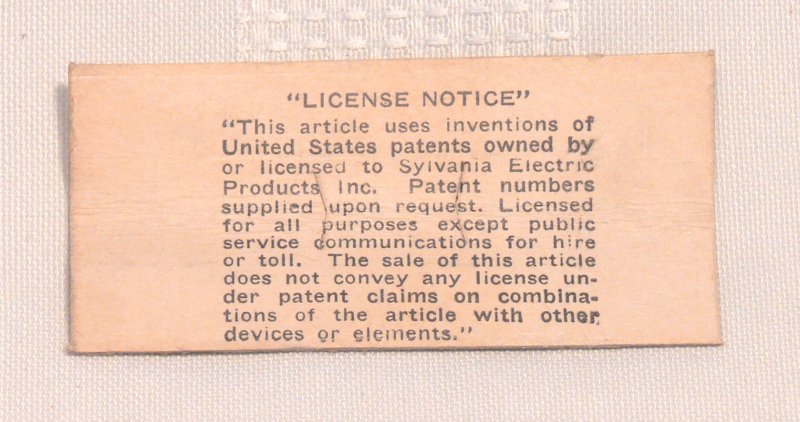 "LICENSE NOTICE"
"This article uses inventions of
United States patents owned by
or licensed to Sylvania Electric
Products Inc. Patent numbers
supplied upon request. Licensed
for all purposes except public
service communications for hire
or toll. The sale of this article
does not convey any license un-
der patent claims on combina-
tions of the article with other
devices or elements."